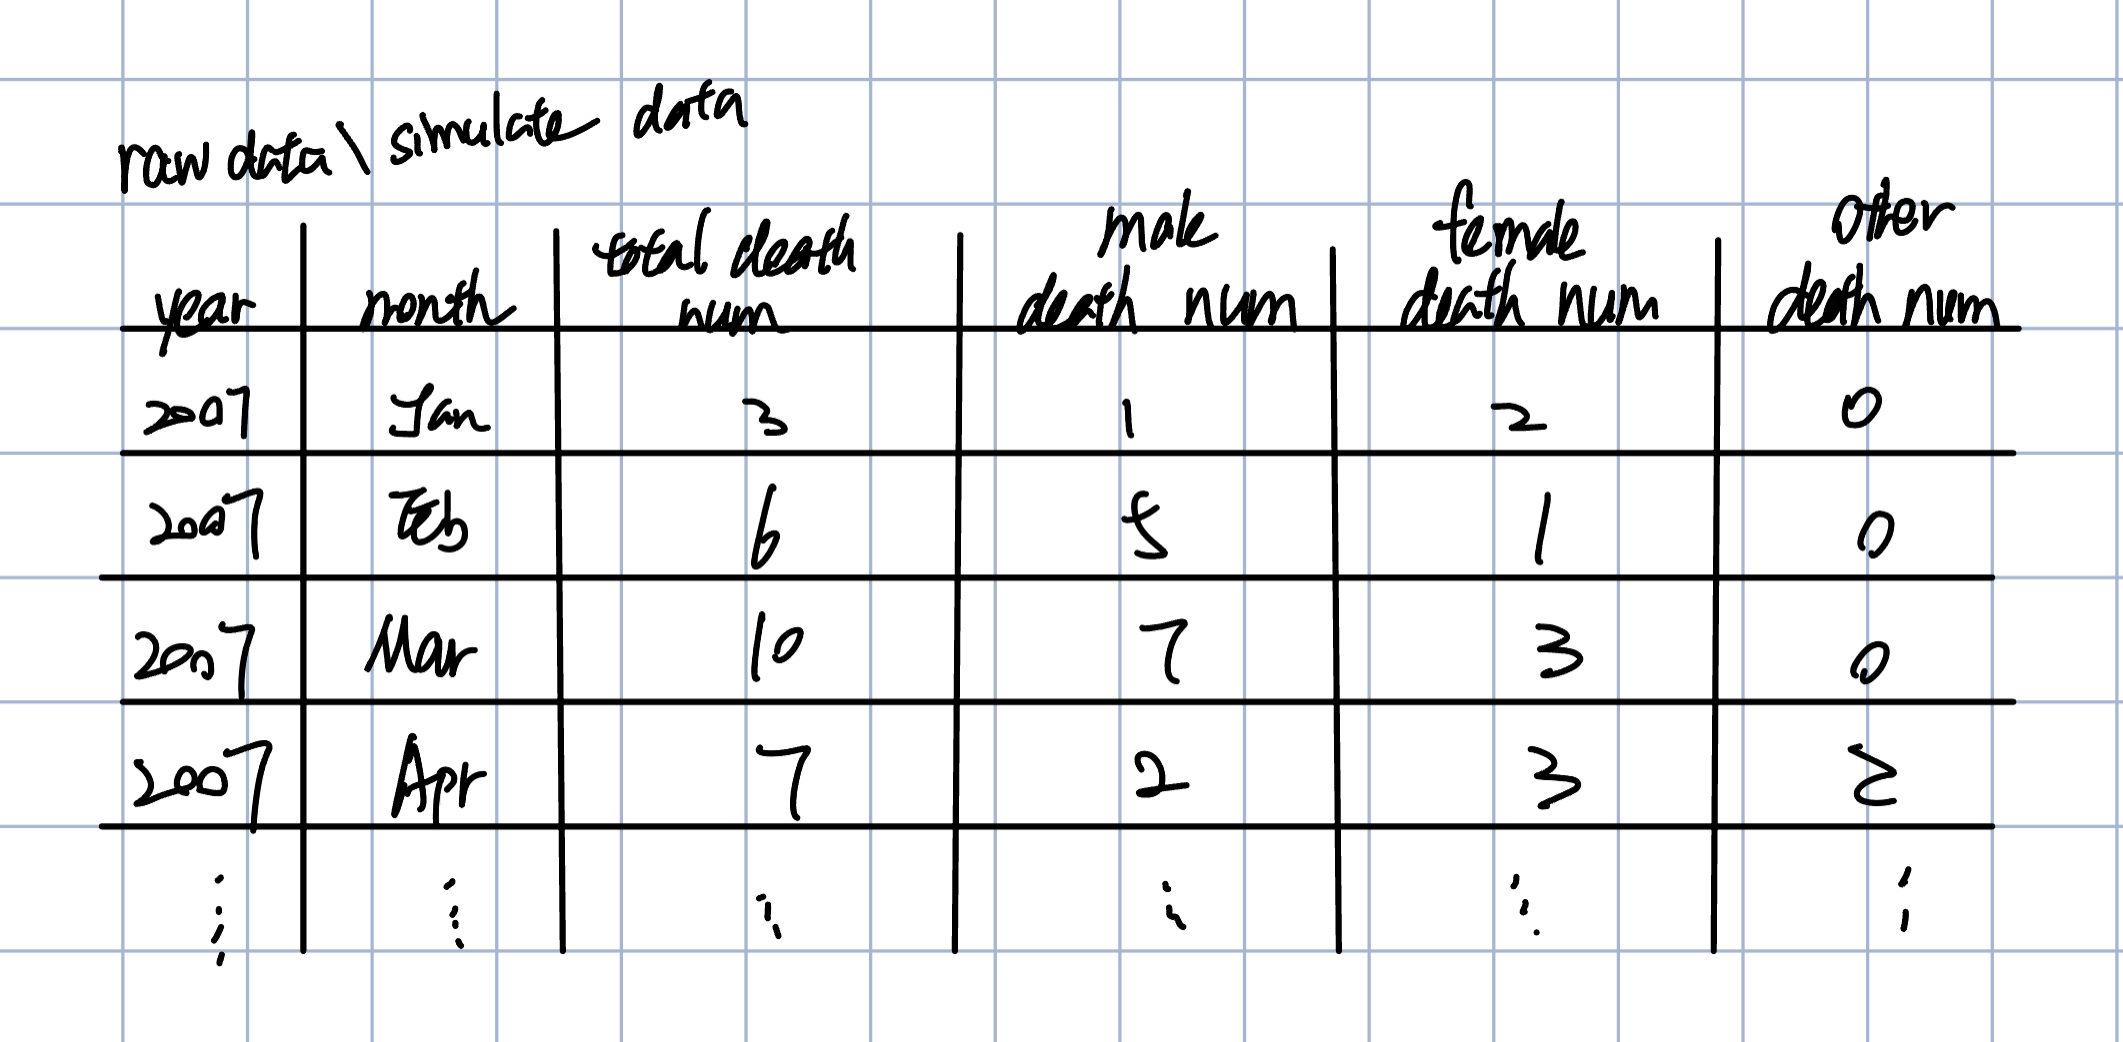 raw data \ simulate data
year month total death num male death num female death num other death num
2007 Jan 3 1 2 0
2007 Feb 6 5 1 0
2007 Mar 10 7 3 0
2007 Apr 7 2 3 2